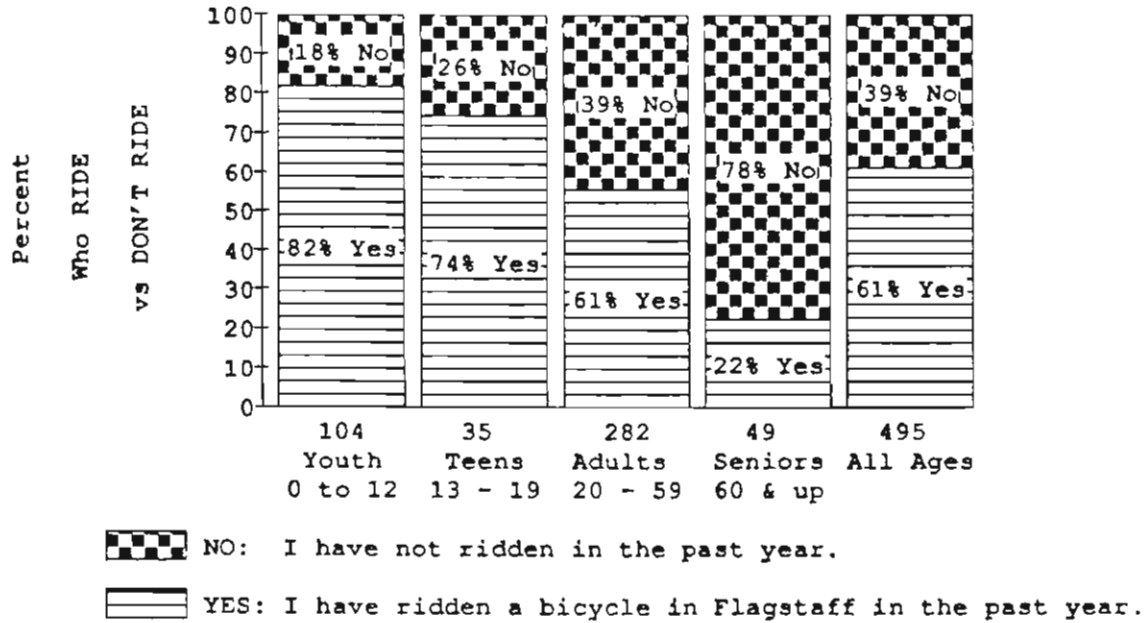 Percent
Who RIDE
vs DON'T RIDE
100
90
80
70
60
50
40
30
20
10
0
18% No
82% Yes
26% No
74% Yes
39% No
61% Yes
78% No
22% Yes
39% No
61% Yes
104
Youth
0 to 12
35
Teens
13 - 19
282
Adults
20 - 59
49
Seniors
60 & up
495
All Ages
NO: I have not ridden in the past year.
YES: I have ridden a bicycle in Flagstaff in the past year.